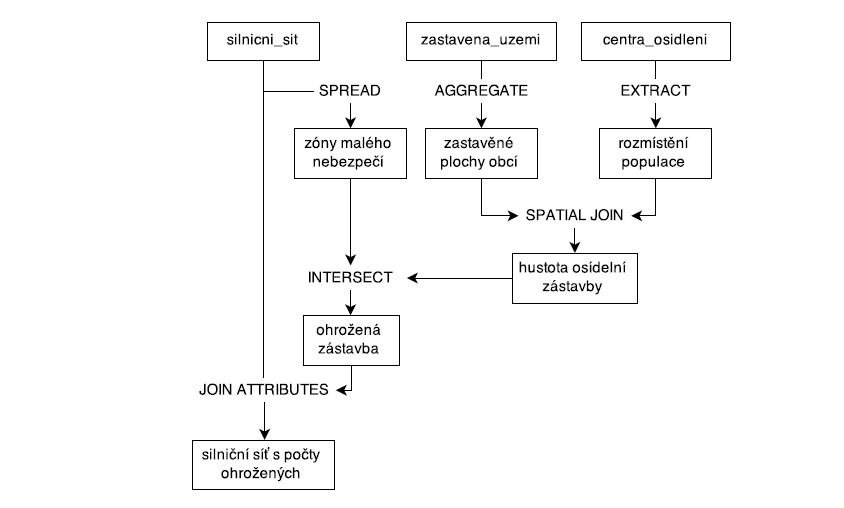 silnicni_sit
zastavena_uzemi
centra_osidleni
SPREAD
AGGREGATE
EXTRACT
zóny malého
nebezpečí
zastavěné
plochy obcí
rozmístění
populace
SPATIAL JOIN
hustota osídelní
zástavby
INTERSECT
ohrožená
zástavba
JOIN ATTRIBUTES
silniční síť s počty
ohrožených